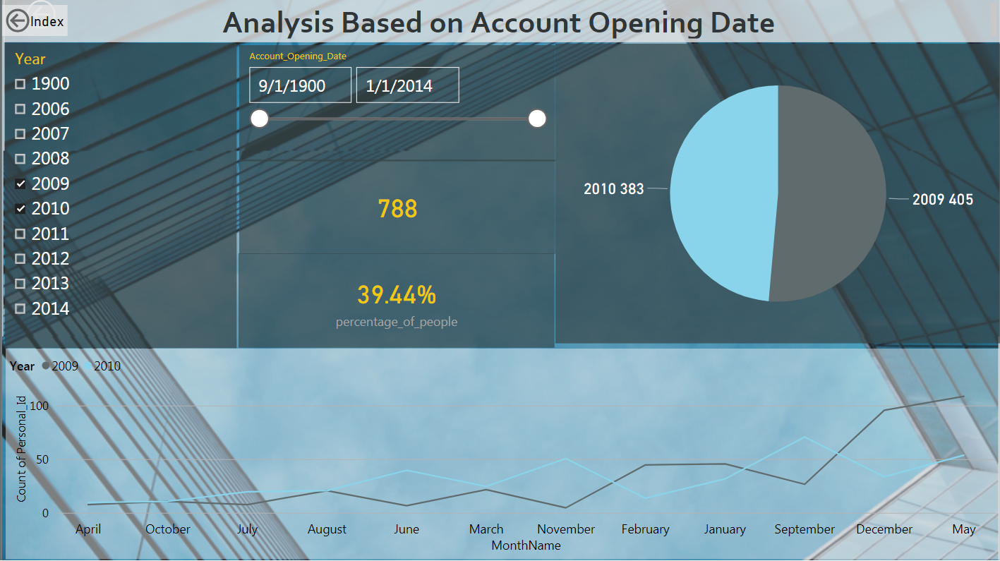 Index
Analysis Based on Account Opening Date
Year
1900
2006
2007
2008
2009
2010
2011
2012
2013
2014
Account_Opening_Date
9/1/1900
1/1/2014
788
39.44%
percentage_of_people
2010 383
2009 405
Year 2009 2010
Count of Personal_Id
100
50
0
April October July August June March November February January September December May
MonthName